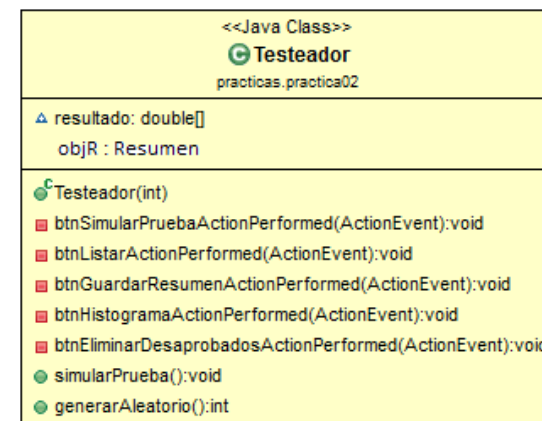 <<Java Class>>
C Testeador
practicas.practica02
resultado: double[]
objR : Resumen
C Testeador(int)
btnSimularPruebaActionPerformed(ActionEvent):void
btnListarActionPerformed(ActionEvent):void
btnGuardarResumenActionPerformed(ActionEvent):void
btnHistogramaActionPerformed(ActionEvent):void
btnEliminarDesaprobadosActionPerformed(ActionEvent):void
simularPrueba():void
generarAleatorio():int